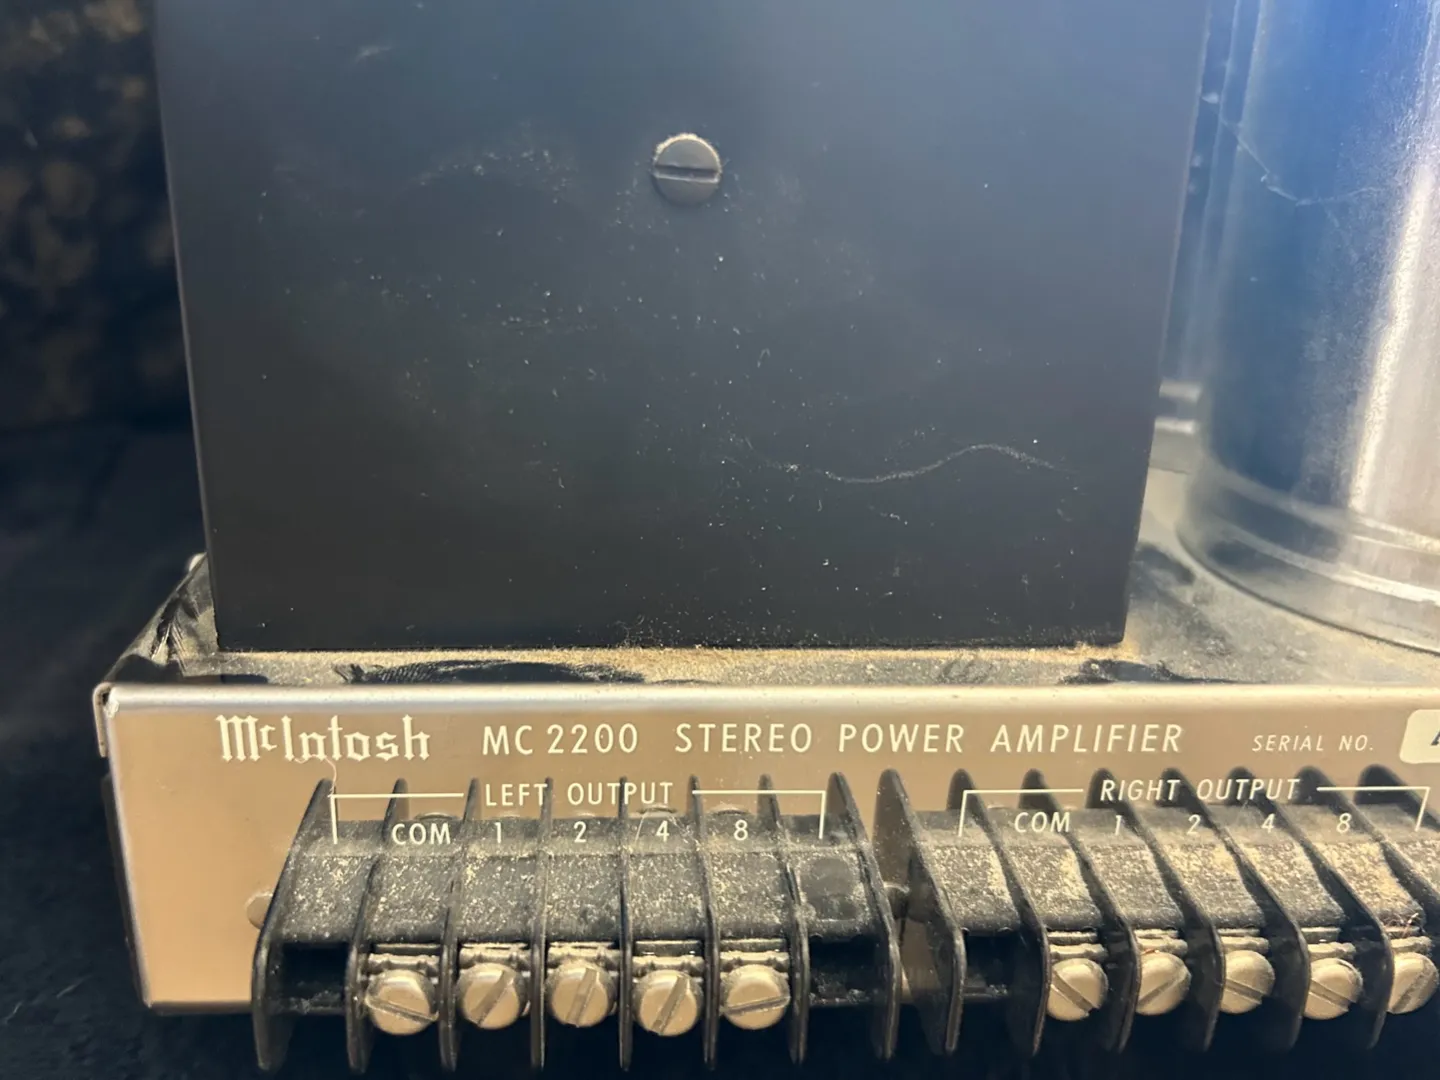 McIntosh MC 2200 STEREO POWER AMPLIFIER SERIAL NO.
LEFT OUTPUT RIGHT OUTPUT
COM 1 2 4 8 COM 1 2 4 8